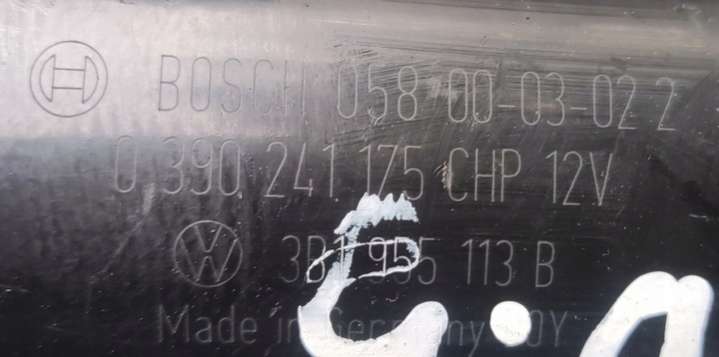 BOSCH 058 00-03-02 2
0 390 241 175 CHP 12V
3B1 955 113 B
Made in Germany